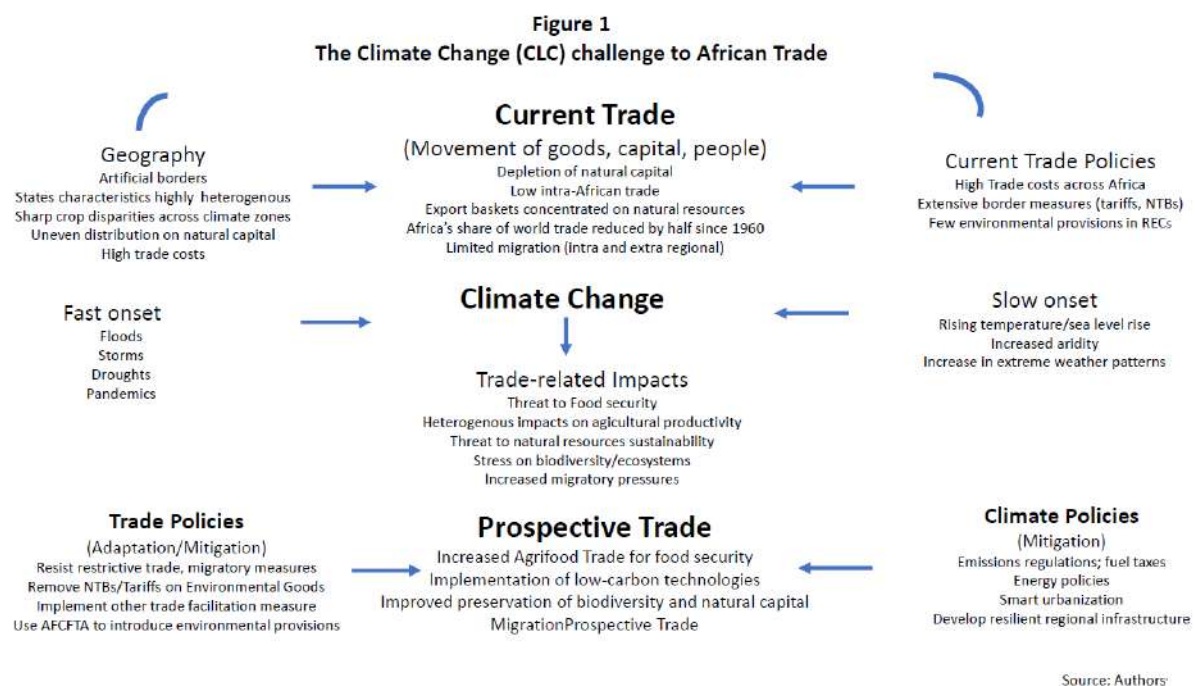 Figure 1
The Climate Change (CLC) challenge to African Trade
Geography
Artificial borders
States characteristics highly heterogenous
Sharp crop disparities across climate zones
Uneven distribution on natural capital
High trade costs
Current Trade
(Movement of goods, capital, people)
Depletion of natural capital
Low intra-African trade
Export baskets concentrated on natural resources
Africa's share of world trade reduced by half since 1960
Limited migration (intra and extra regional)
Current Trade Policies
High Trade costs across Africa
Extensive border measures (tariffs, NTBs)
Few environmental provisions in RECs
Fast onset
Floods
Storms
Droughts
Pandemics
Climate Change
Slow onset
Rising temperature/sea level rise
Increased aridity
Increase in extreme weather patterns
Trade-related Impacts
Threat to Food security
Heterogenous impacts on agicultural productivity
Threat to natural resources sustainability
Stress on biodiversity/ecosystems
Increased migratory pressures
Trade Policies
(Adaptation/Mitigation)
Resist restrictive trade, migratory measures
Remove NTBs/Tariffs on Environmental Goods
Implement other trade facilitation measure
Use AFCFTA to introduce environmental provisions
Prospective Trade
Increased Agrifood Trade for food security
Implementation of low-carbon technologies
Improved preservation of biodiversity and natural capital
MigrationProspective Trade
Climate Policies
(Mitigation)
Emissions regulations; fuel taxes
Energy policies
Smart urbanization
Develop resilient regional infrastructure
Source: Authors'